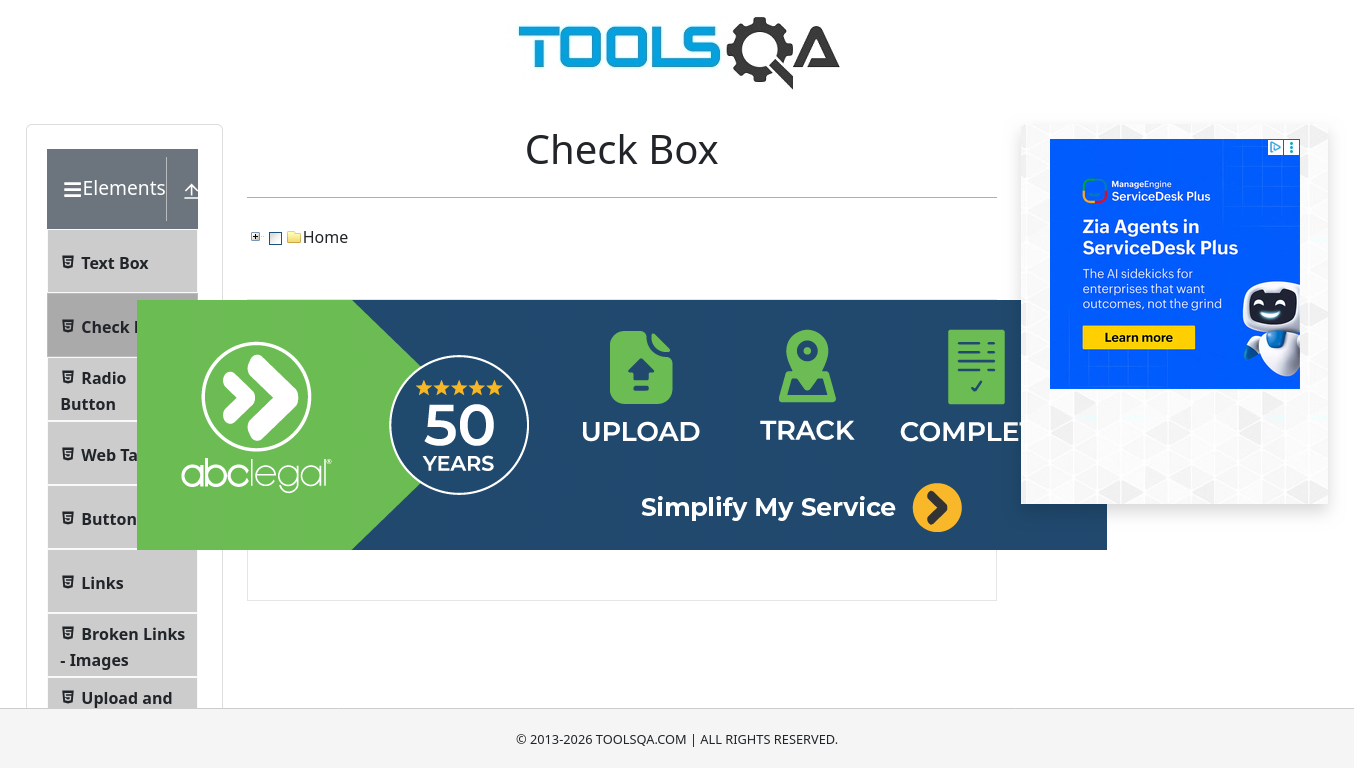 TOOLSQA
Check Box
Elements
Text Box
Check
Radio
Button
Web Ta
Button
Links
Broken Links
- Images
Upload and
Home
abclegal
50
YEARS
UPLOAD
TRACK
COMPLE
Simplify My Service
ManageEngine
ServiceDesk Plus
Zia Agents in
ServiceDesk Plus
The AI sidekicks for
enterprises that want
outcomes, not the grind
Learn more
© 2013-2026 TOOLSQA.COM | ALL RIGHTS RESERVED.